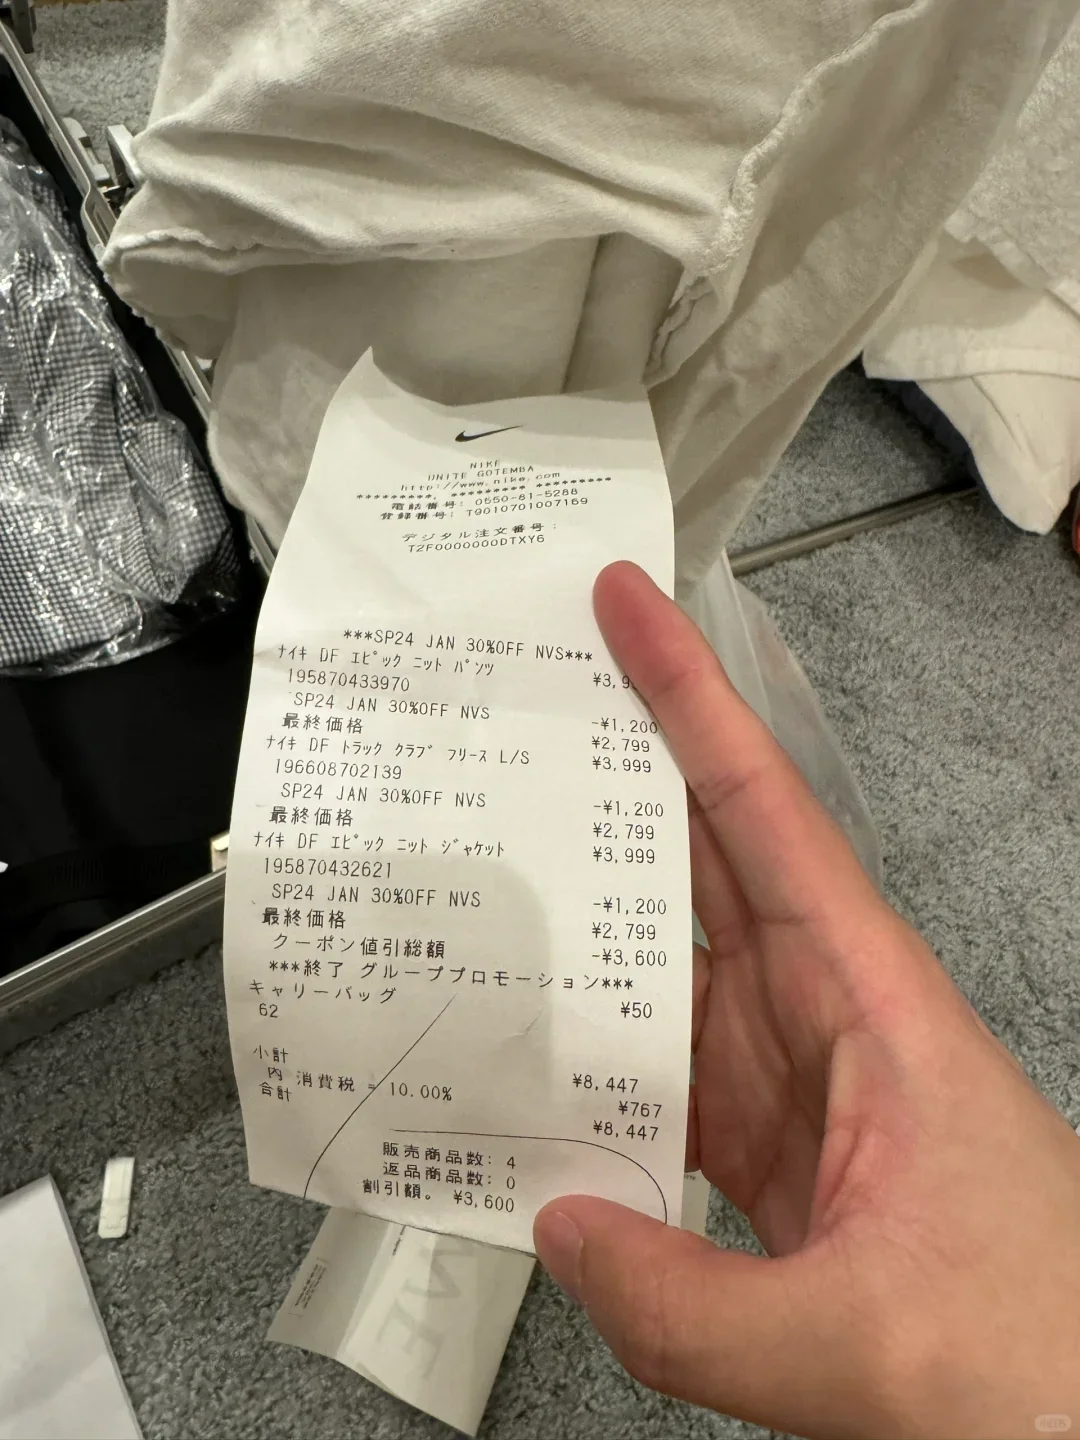 NIKE
UNITE GOTEMBA
http://www.nike.com
*********, ********* *********
電話番号: 0550-81-5288
登録番号: T9010701007169
デジタル注文番号:
TZF0000000DTXY6
***SP24 JAN 30%OFF NVS***
ﾅｲｷ DF ｴﾋﾟｯｸ ﾆｯﾄ ﾊﾟﾝﾂ ¥3,9
195870433970
SP24 JAN 30%OFF NVS -¥1,200
最終価格 ¥2,799
ﾅｲｷ DF ﾄﾗｯｸ ｸﾗﾌﾞ ﾌﾘｰｽ L/S ¥3,999
196608702139
SP24 JAN 30%OFF NVS -¥1,200
最終価格 ¥2,799
ﾅｲｷ DF ｴﾋﾟｯｸ ﾆｯﾄ ｼﾞｬｹｯﾄ ¥3,999
195870432621
SP24 JAN 30%OFF NVS -¥1,200
最終価格 ¥2,799
クーポン値引総額 -¥3,600
***終了 グループプロモーション***
キャリーバッグ ¥50
62
小計 ¥8,447
内 消費税 = 10.00% ¥767
合計 ¥8,447
販売商品数: 4
返品商品数: 0
割引額。 ¥3,600